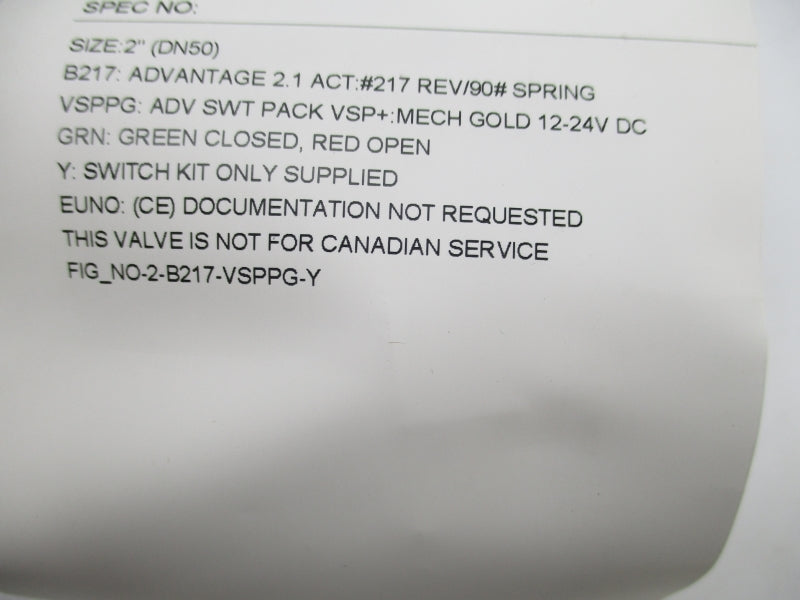 SPEC NO:
SIZE:2" (DN50)
B217: ADVANTAGE 2.1 ACT:#217 REV/90# SPRING
VSPPG: ADV SWT PACK VSP+:MECH GOLD 12-24V DC
GRN: GREEN CLOSED, RED OPEN
Y: SWITCH KIT ONLY SUPPLIED
EUNO: (CE) DOCUMENTATION NOT REQUESTED
THIS VALVE IS NOT FOR CANADIAN SERVICE
FIG_NO-2-B217-VSPPG-Y